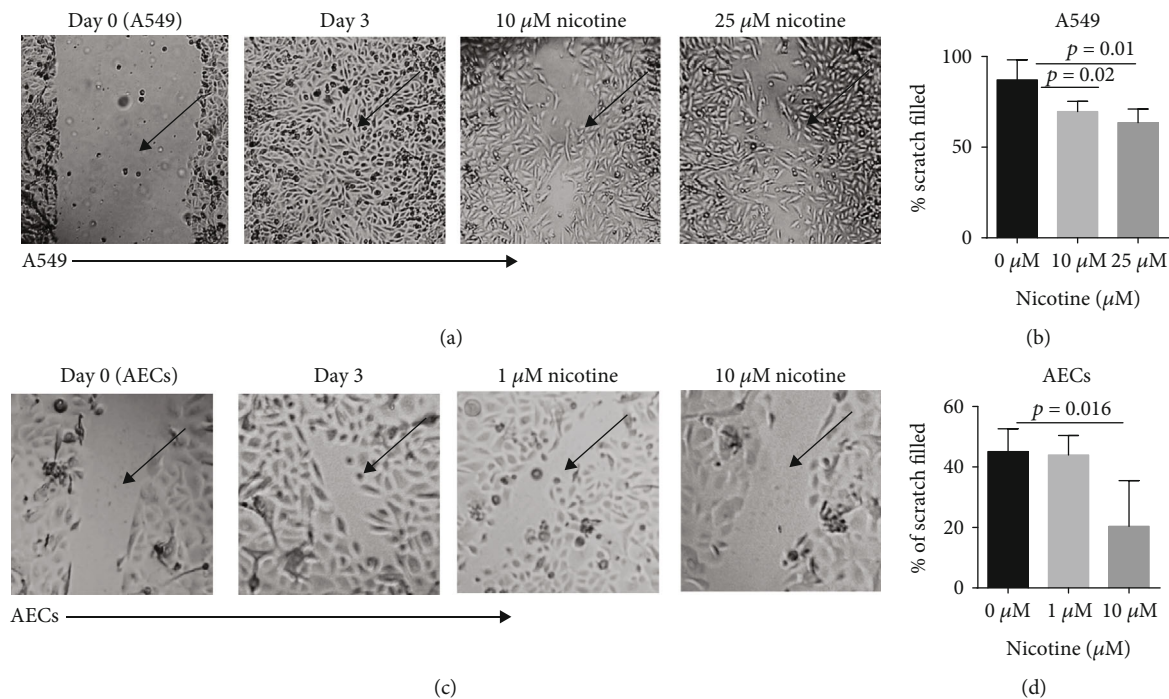 Day 0 (A549) Day 3 10 μM nicotine 25 μM nicotine
A549
(a)
A549
100
50
0
% scratch filled
p = 0.01
p = 0.02
0 μM 10 μM 25 μM
Nicotine (μM)
(b)
Day 0 (AECs) Day 3 1 μM nicotine 10 μM nicotine
AECs
(c)
AECs
60
40
20
0
% of scratch filled
p = 0.016
0 μM 1 μM 10 μM
Nicotine (μM)
(d)